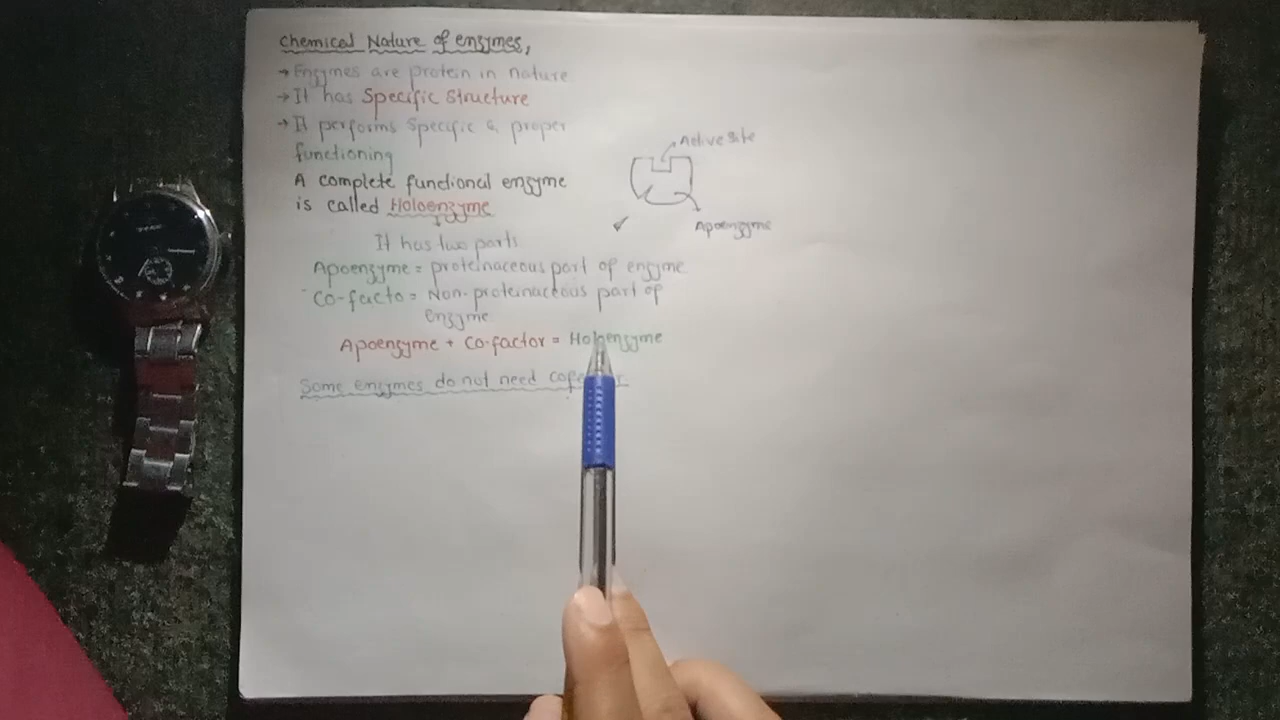 Chemical Nature of enzymes,
→ Enzymes are protein in nature
→ It has Specific Structure
→ It performs Specific & proper
functioning
A complete functional enzyme
is called Holoenzyme
It has two parts
Apoenzyme = proteinaceous part of enzyme
Co-facto = Non-proteinaceous part of
enzyme
Apoenzyme + Co-factor = Holoenzyme
Some enzymes do not need
Active Site
Apoenzyme